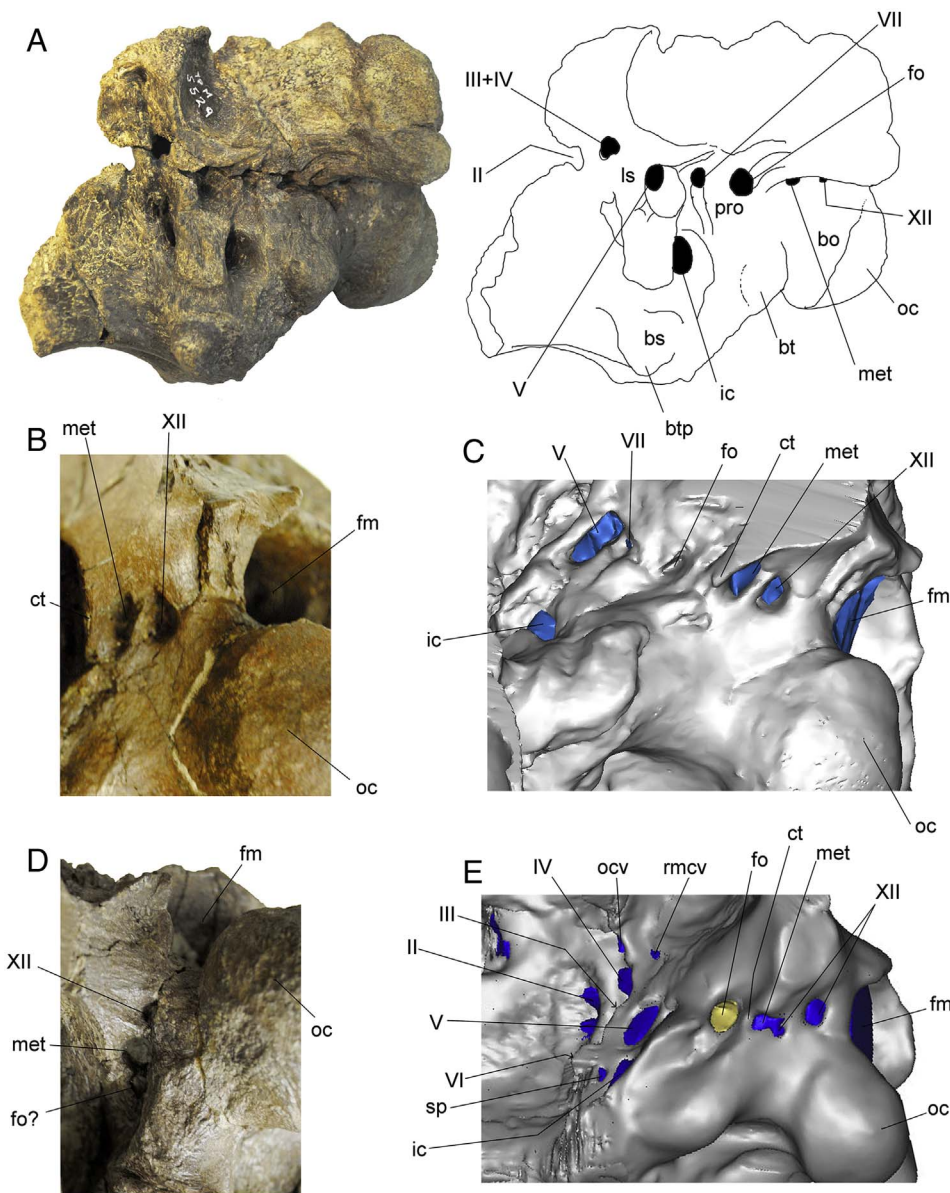 A
VII
III+IV
fo
II
ls
pro
XII
bo
oc
bs
bt
V
ic
met
btp
B
met
XII
fm
ct
oc
C
V
VII
fo
ct
met
XII
fm
ic
oc
D
fm
XII
oc
met
fo?
E
IV
ocv
rmcv
fo
ct
met
XII
III
II
V
fm
VI
sp
ic
oc